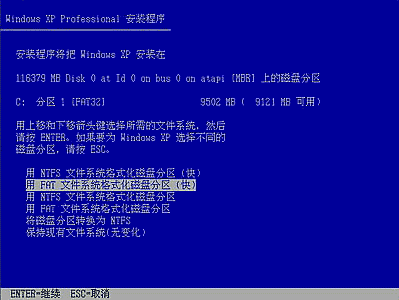 Windows XP Professional 安装程序
安装程序将把 Windows XP 安装在
116379 MB Disk 0 at Id 0 on bus 0 on atapi [MBR] 上的磁盘分区
C: 分区 1 [FAT32] 9502 MB ( 9121 MB 可用)
用上移和下移箭头键选择所需的文件系统，然后
请按 ENTER。如果要为 Windows XP 选择不同的
磁盘分区，请按 ESC。
用 NTFS 文件系统格式化磁盘分区 (快)
用 FAT 文件系统格式化磁盘分区 (快)
用 NTFS 文件系统格式化磁盘分区
用 FAT 文件系统格式化磁盘分区
将磁盘分区转换为 NTFS
保持现有文件系统(无变化)
ENTER=继续 ESC=取消